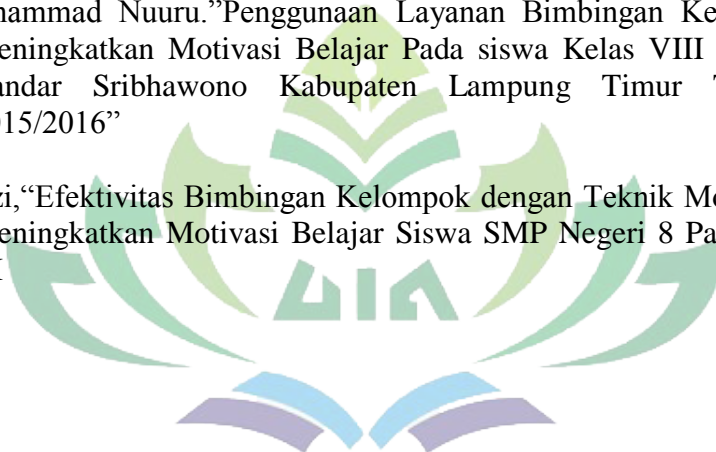 hammad Nuuru.”Penggunaan Layanan Bimbingan Ke
eningkatkan Motivasi Belajar Pada siswa Kelas VIII
andar Sribhawono Kabupaten Lampung Timur T
015/2016”
zi,“Efektivitas Bimbingan Kelompok dengan Teknik Mo
eningkatkan Motivasi Belajar Siswa SMP Negeri 8 Pa
UIN